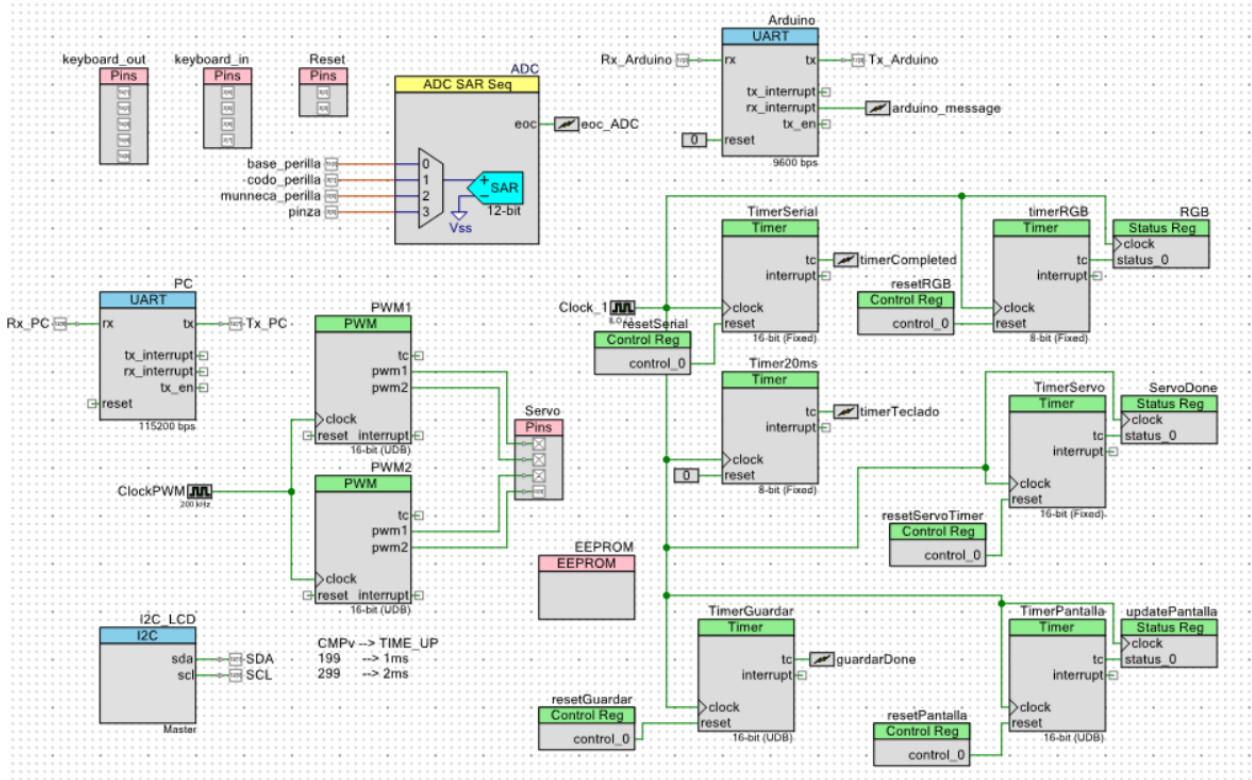 Arduino
UART
Rx_Arduino
rx
tx
Tx_Arduino
tx_interrupt
rx_interrupt
arduino_message
tx_en
0
reset
9600 bps
keyboard_out
Pins
keyboard_in
Pins
Reset
Pins
ADC
ADC SAR Seq
eoc
eoc_ADC
base_perilla
0
codo_perilla
1
munneca_perilla
2
pinza
3
SAR
12-bit
Vss
TimerSerial
Timer
tc
timerCompleted
interrupt
clock
reset
16-bit (Fixed)
Clock_1
resetSerial
Control Reg
control_0
timerRGB
Timer
tc
interrupt
clock
reset
8-bit (Fixed)
RGB
Status Reg
clock
status_0
resetRGB
Control Reg
control_0
PC
UART
Rx_PC
rx
tx
Tx_PC
tx_interrupt
rx_interrupt
tx_en
reset
115200 bps
PWM1
PWM
tc
pwm1
pwm2
clock
reset
interrupt
16-bit (UDB)
PWM2
PWM
tc
pwm1
pwm2
clock
reset
interrupt
16-bit (UDB)
ClockPWM
200 kHz
Servo
Pins
Timer20ms
Timer
tc
timerTeclado
interrupt
clock
0
reset
8-bit (Fixed)
TimerServo
Timer
tc
interrupt
clock
reset
16-bit (Fixed)
ServoDone
Status Reg
clock
status_0
resetServoTimer
Control Reg
control_0
EEPROM
EEPROM
I2C_LCD
I2C
sda
SDA
scl
SCL
Master
CMPv --> TIME_UP
199 --> 1ms
299 --> 2ms
TimerGuardar
Timer
tc
guardarDone
interrupt
clock
reset
16-bit (UDB)
resetGuardar
Control Reg
control_0
TimerPantalla
Timer
tc
interrupt
clock
reset
16-bit (UDB)
updatePantalla
Status Reg
clock
status_0
resetPantalla
Control Reg
control_0